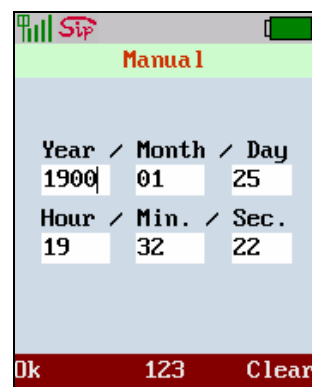 Sip
Manual
Year / Month / Day
1900 01 25
Hour / Min. / Sec.
19 32 22
Ok 123 Clear